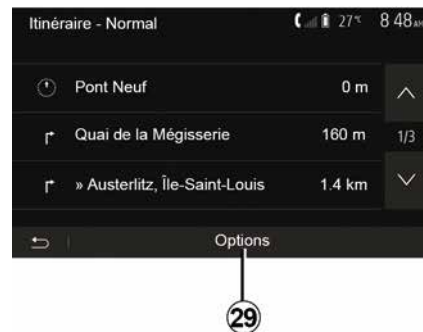 Itinéraire - Normal 27°C 8 48 AM
Pont Neuf 0 m
Quai de la Mégisserie 160 m 1/3
» Austerlitz, Île-Saint-Louis 1.4 km
Options
29